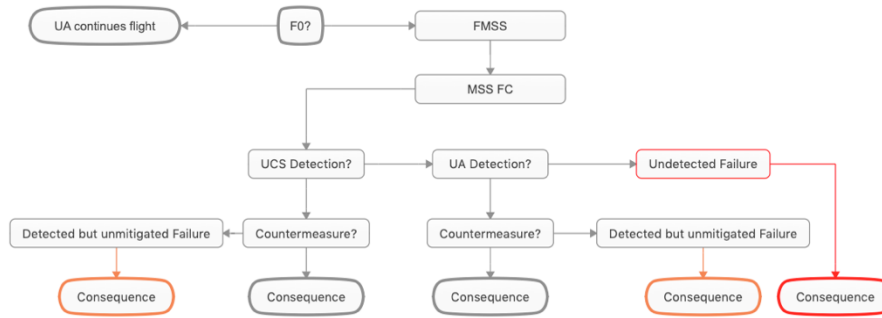 UA continues flight
F0?
FMSS
MSS FC
UCS Detection?
UA Detection?
Undetected Failure
Detected but unmitigated Failure
Countermeasure?
Countermeasure?
Detected but unmitigated Failure
Consequence
Consequence
Consequence
Consequence
Consequence